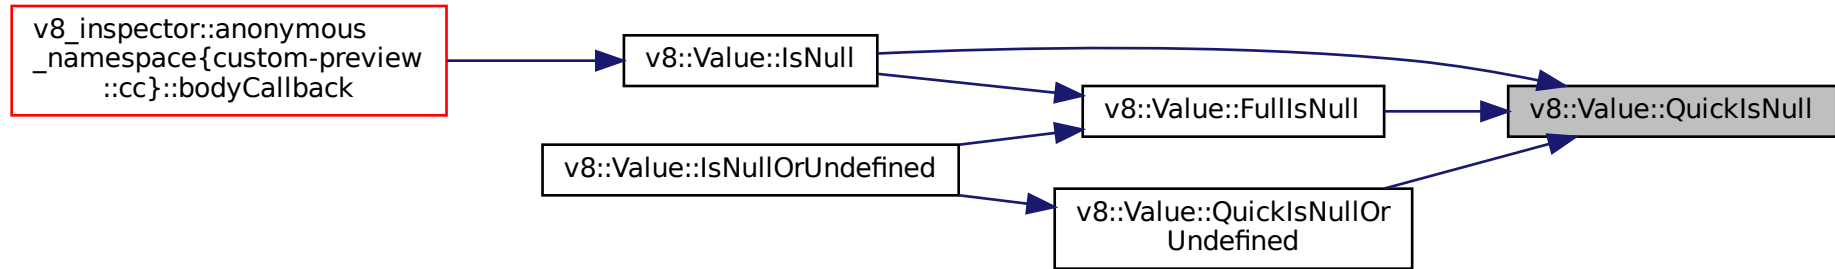 v8_inspector::anonymous
_namespace{custom-preview
::cc}::bodyCallback
v8::Value::IsNull
v8::Value::FullIsNull
v8::Value::QuickIsNull
v8::Value::IsNullOrUndefined
v8::Value::QuickIsNullOr
Undefined